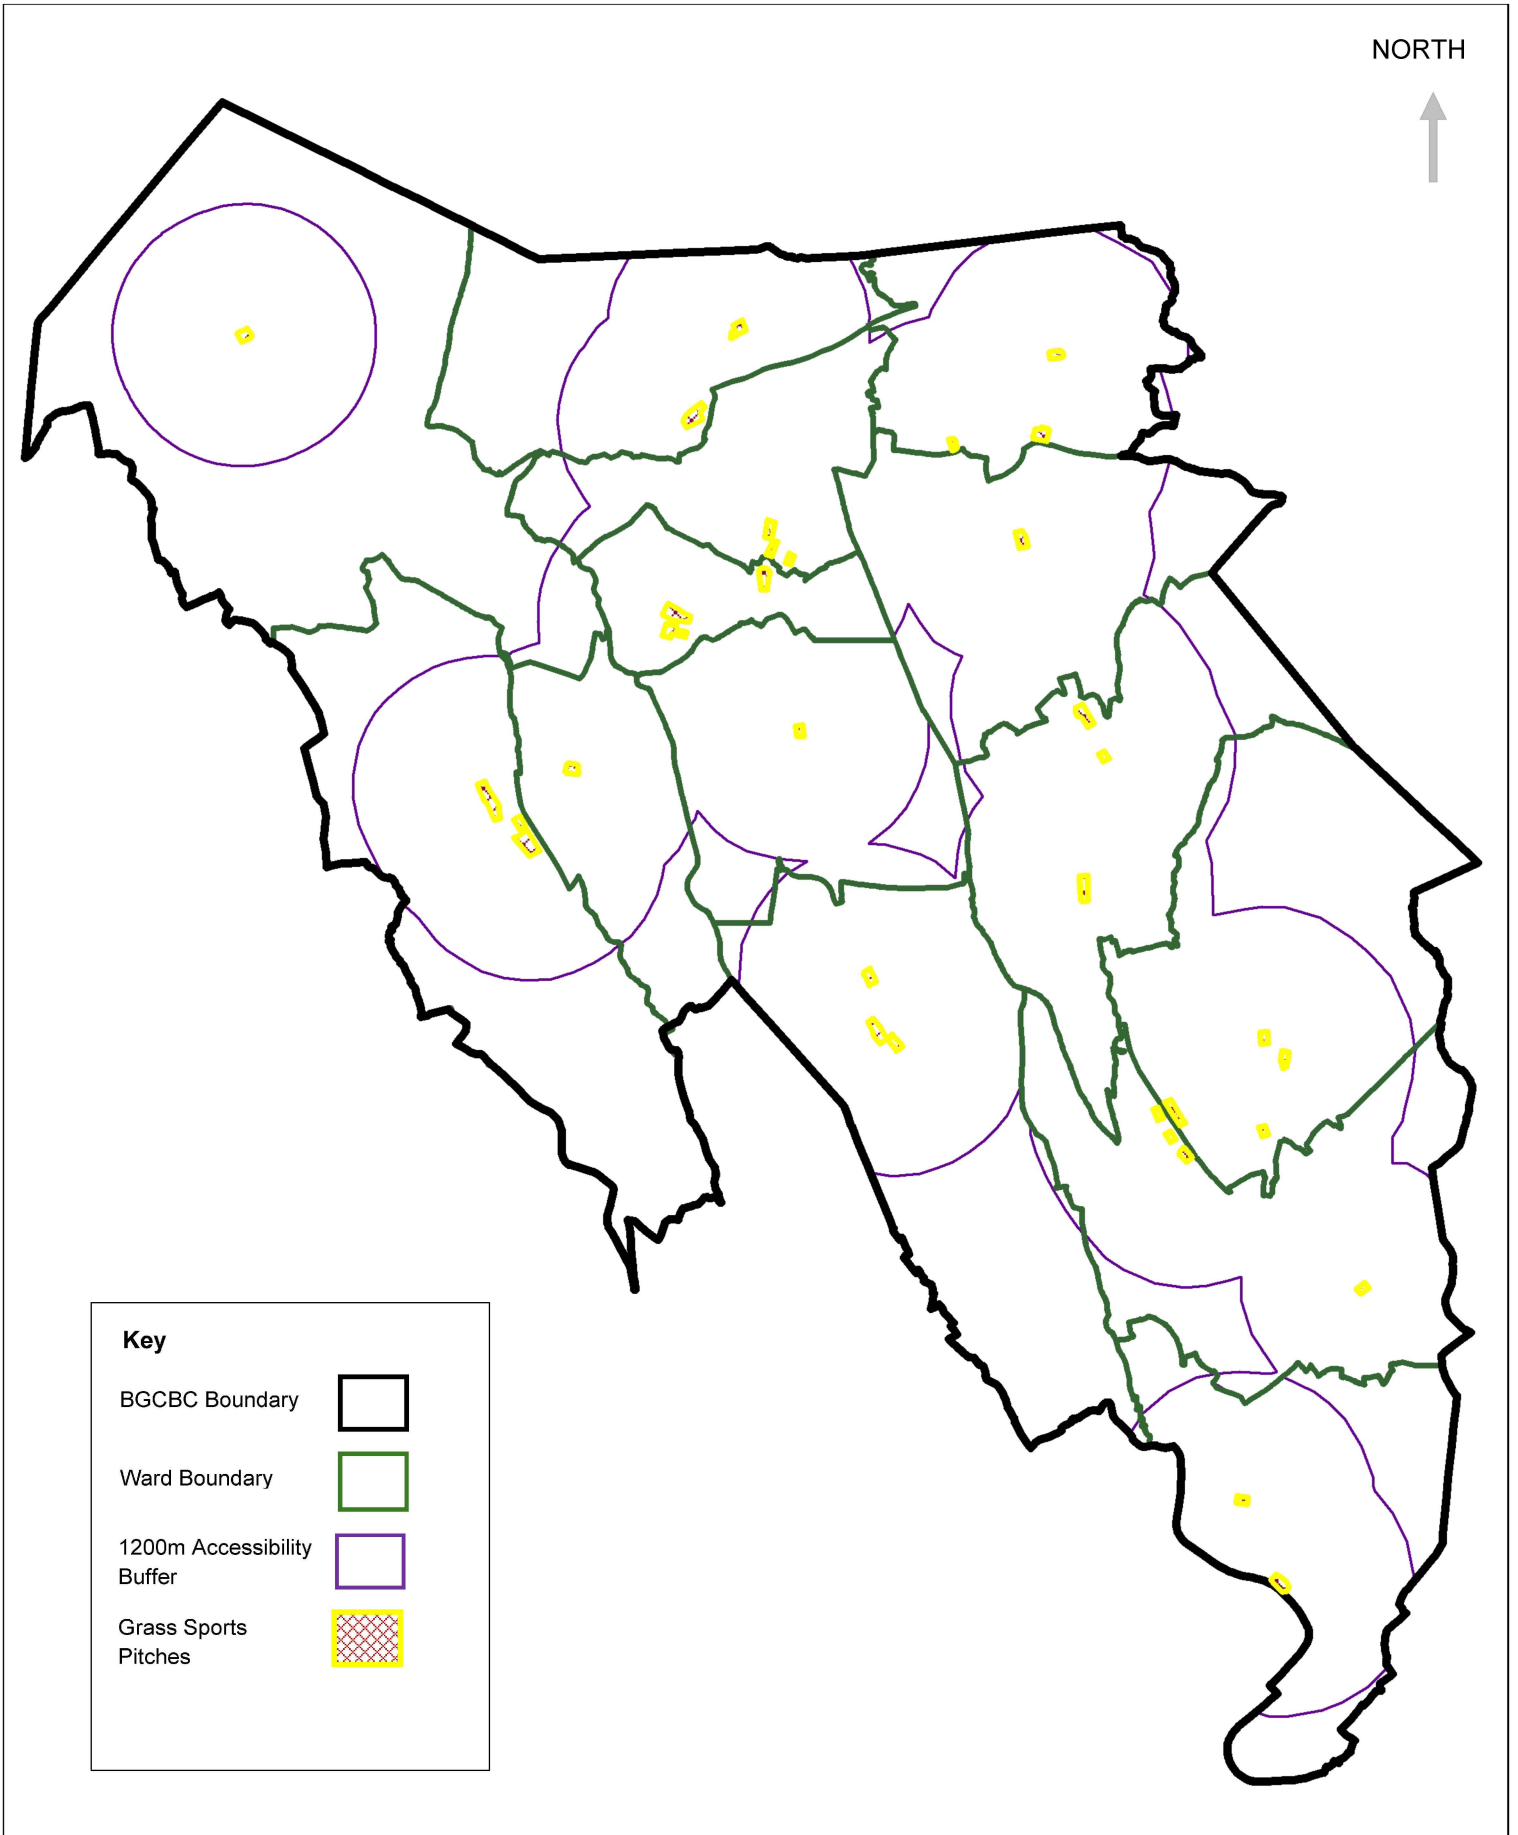 NORTH
Key
BGCBC Boundary
Ward Boundary
1200m Accessibility
Buffer
Grass Sports
Pitches